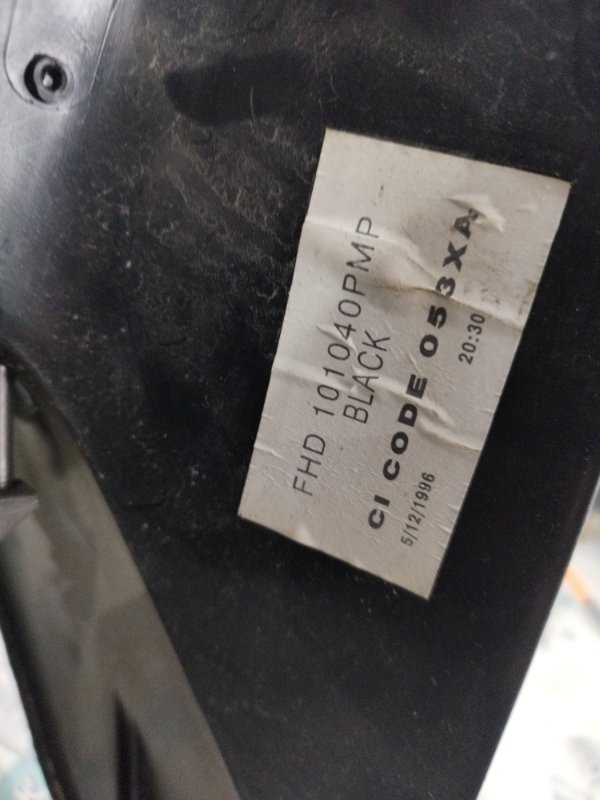 FHD 101040PMP
BLACK
CI CODE 053XA
5/12/1996 20:30